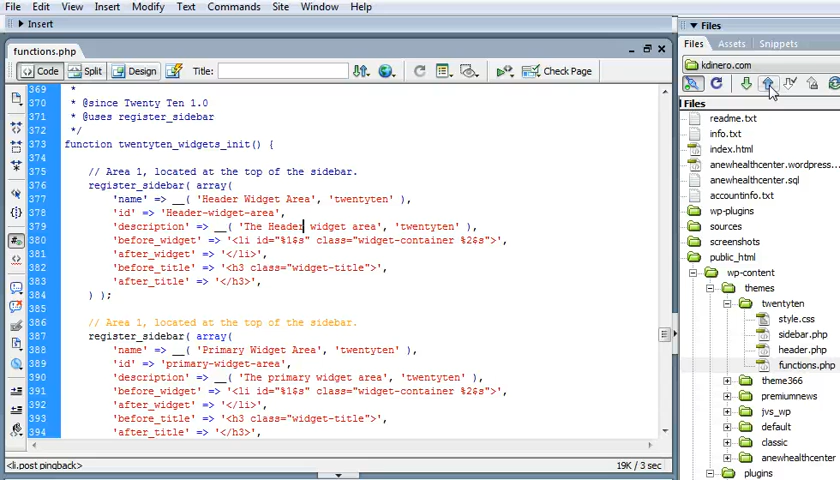 File Edit View Insert Modify Text Commands Site Window Help
Insert
functions.php
Code Split Design Title: Check Page
369 *
370 * @since Twenty Ten 1.0
371 * @uses register_sidebar
372 */
373 function twentyten_widgets_init() {
374
375 // Area 1, located at the top of the sidebar.
376 register_sidebar( array(
377 'name' => __( 'Header Widget Area', 'twentyten' ),
378 'id' => 'Header-widget-area',
379 'description' => __( 'The Header widget area', 'twentyten' ),
380 'before_widget' => '<li id="%1$s" class="widget-container %2$s">',
381 'after_widget' => '</li>',
382 'before_title' => '<h3 class="widget-title">',
383 'after_title' => '</h3>',
384 ) );
385
386 // Area 1, located at the top of the sidebar.
387 register_sidebar( array(
388 'name' => __( 'Primary Widget Area', 'twentyten' ),
389 'id' => 'primary-widget-area',
390 'description' => __( 'The primary widget area', 'twentyten' ),
391 'before_widget' => '<li id="%1$s" class="widget-container %2$s">',
392 'after_widget' => '</li>',
393 'before_title' => '<h3 class="widget-title">',
394 'after_title' => '</h3>',
<li.post pingback>
19K / 3 sec
Files
Files Assets Snippets
kdinero.com
Files
readme.txt
info.txt
index.html
anewhealthcenter.wordpress...
anewhealthcenter.sql
accountinfo.txt
wp-plugins
sources
screenshots
public_html
wp-content
themes
twentyten
style.css
sidebar.php
header.php
functions.php
theme366
premiumnews
jvs_wp
default
classic
anewhealthcenter
plugins